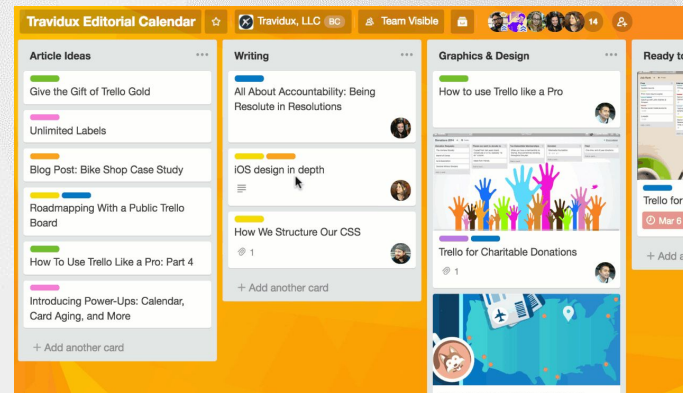 Travidux Editorial Calendar
Travidux, LLC BC
Team Visible
14
Article Ideas
Give the Gift of Trello Gold
Unlimited Labels
Blog Post: Bike Shop Case Study
Roadmapping With a Public Trello
Board
How To Use Trello Like a Pro: Part 4
Introducing Power-Ups: Calendar,
Card Aging, and More
+ Add another card
Writing
All About Accountability: Being
Resolute in Resolutions
iOS design in depth
How We Structure Our CSS
1
+ Add another card
Graphics & Design
How to use Trello like a Pro
Trello for Charitable Donations
1
Ready to
Trello for
Mar 6
+ Add a